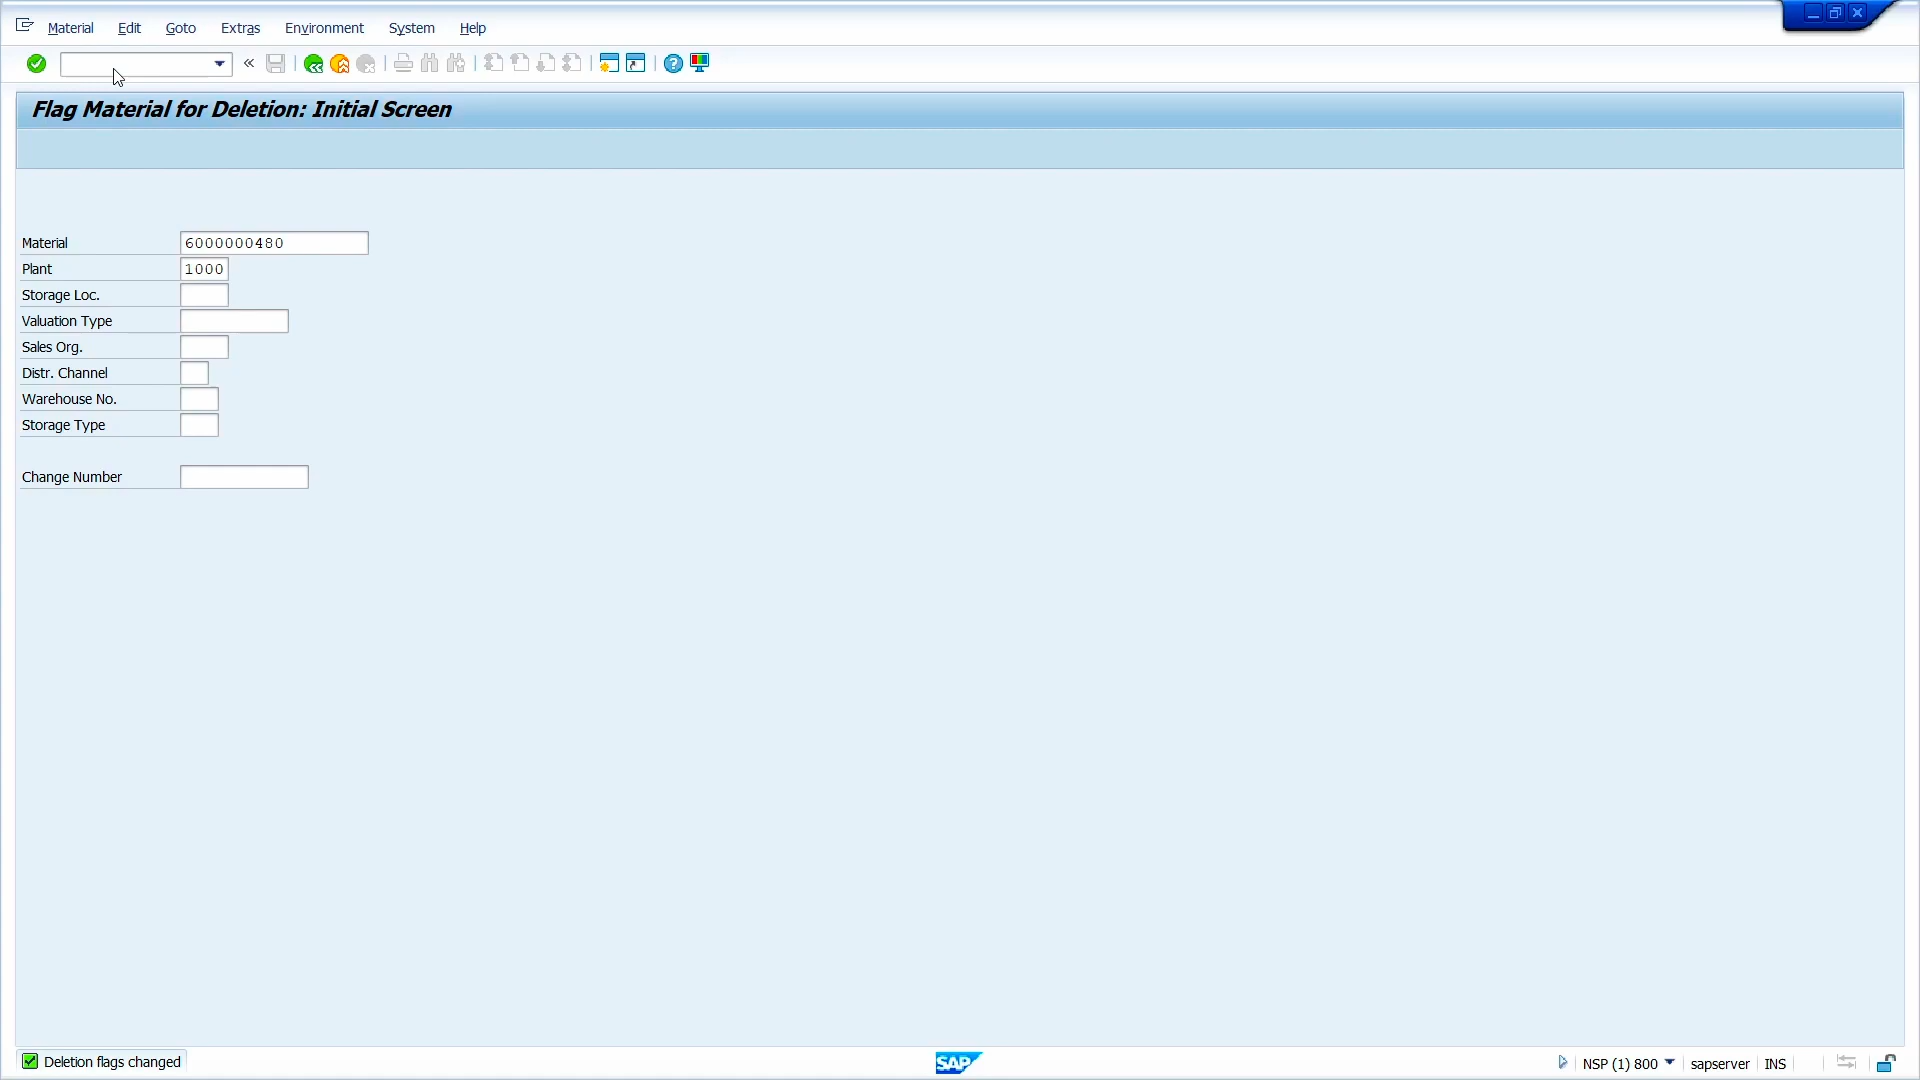 Material Edit Goto Extras Environment System Help
Flag Material for Deletion: Initial Screen
Material 6000000480
Plant 1000
Storage Loc.
Valuation Type
Sales Org.
Distr. Channel
Warehouse No.
Storage Type
Change Number
Deletion flags changed
SAP
NSP (1) 800
sapserver
INS